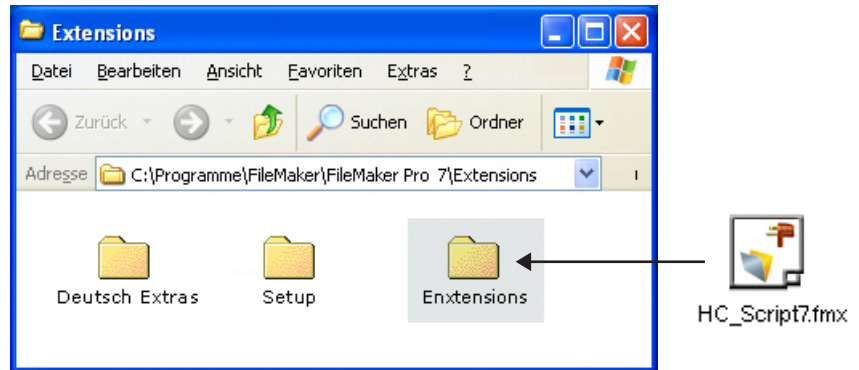 Extensions
Datei Bearbeiten Ansicht Favoriten Extras ?
Zurück Suchen Ordner
Adresse C:\Programme\FileMaker\FileMaker Pro 7\Extensions
Deutsch Extras Setup Enxtensions
HC_Script7.fmx